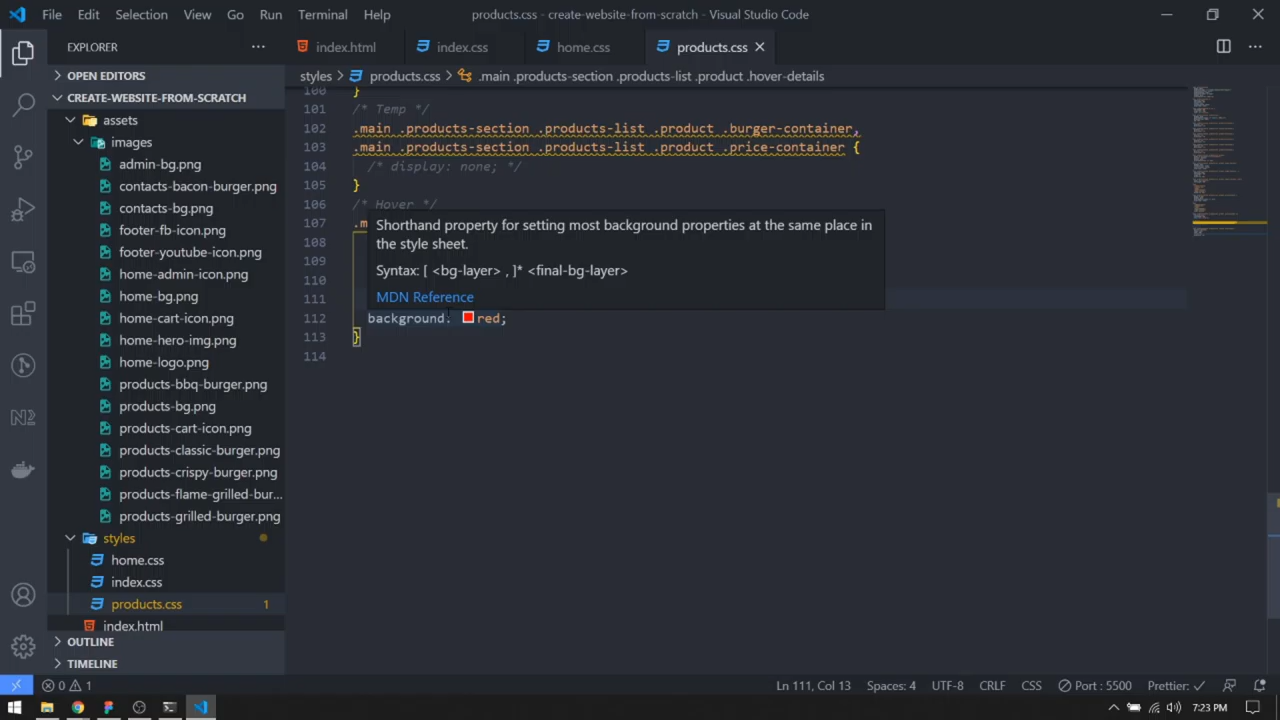 File Edit Selection View Go Run Terminal Help
products.css - create-website-from-scratch - Visual Studio Code
EXPLORER
index.html
index.css
home.css
products.css
OPEN EDITORS
styles > products.css > .main .products-section .products-list .product .hover-details
CREATE-WEBSITE-FROM-SCRATCH
assets
images
admin-bg.png
contacts-bacon-burger.png
contacts-bg.png
footer-fb-icon.png
footer-youtube-icon.png
home-admin-icon.png
home-bg.png
home-cart-icon.png
home-hero-img.png
home-logo.png
products-bbq-burger.png
products-bg.png
products-cart-icon.png
products-classic-burger.png
products-crispy-burger.png
products-flame-grilled-bur...
products-grilled-burger.png
styles
home.css
index.css
products.css 1
index.html
OUTLINE
TIMELINE
100 }
101 /* Temp */
102 .main .products-section .products-list .product .burger-container,
103 .main .products-section .products-list .product .price-container {
104 /* display: none; */
105 }
106 /* Hover */
107 .m
108
109
110
111
Shorthand property for setting most background properties at the same place in
the style sheet.
Syntax: [ <bg-layer> , ]* <final-bg-layer>
MDN Reference
112 background: red;
113 }
114
0 1
Ln 111, Col 13
Spaces: 4
UTF-8
CRLF
CSS
Port : 5500
Prettier: ✓
7:23 PM